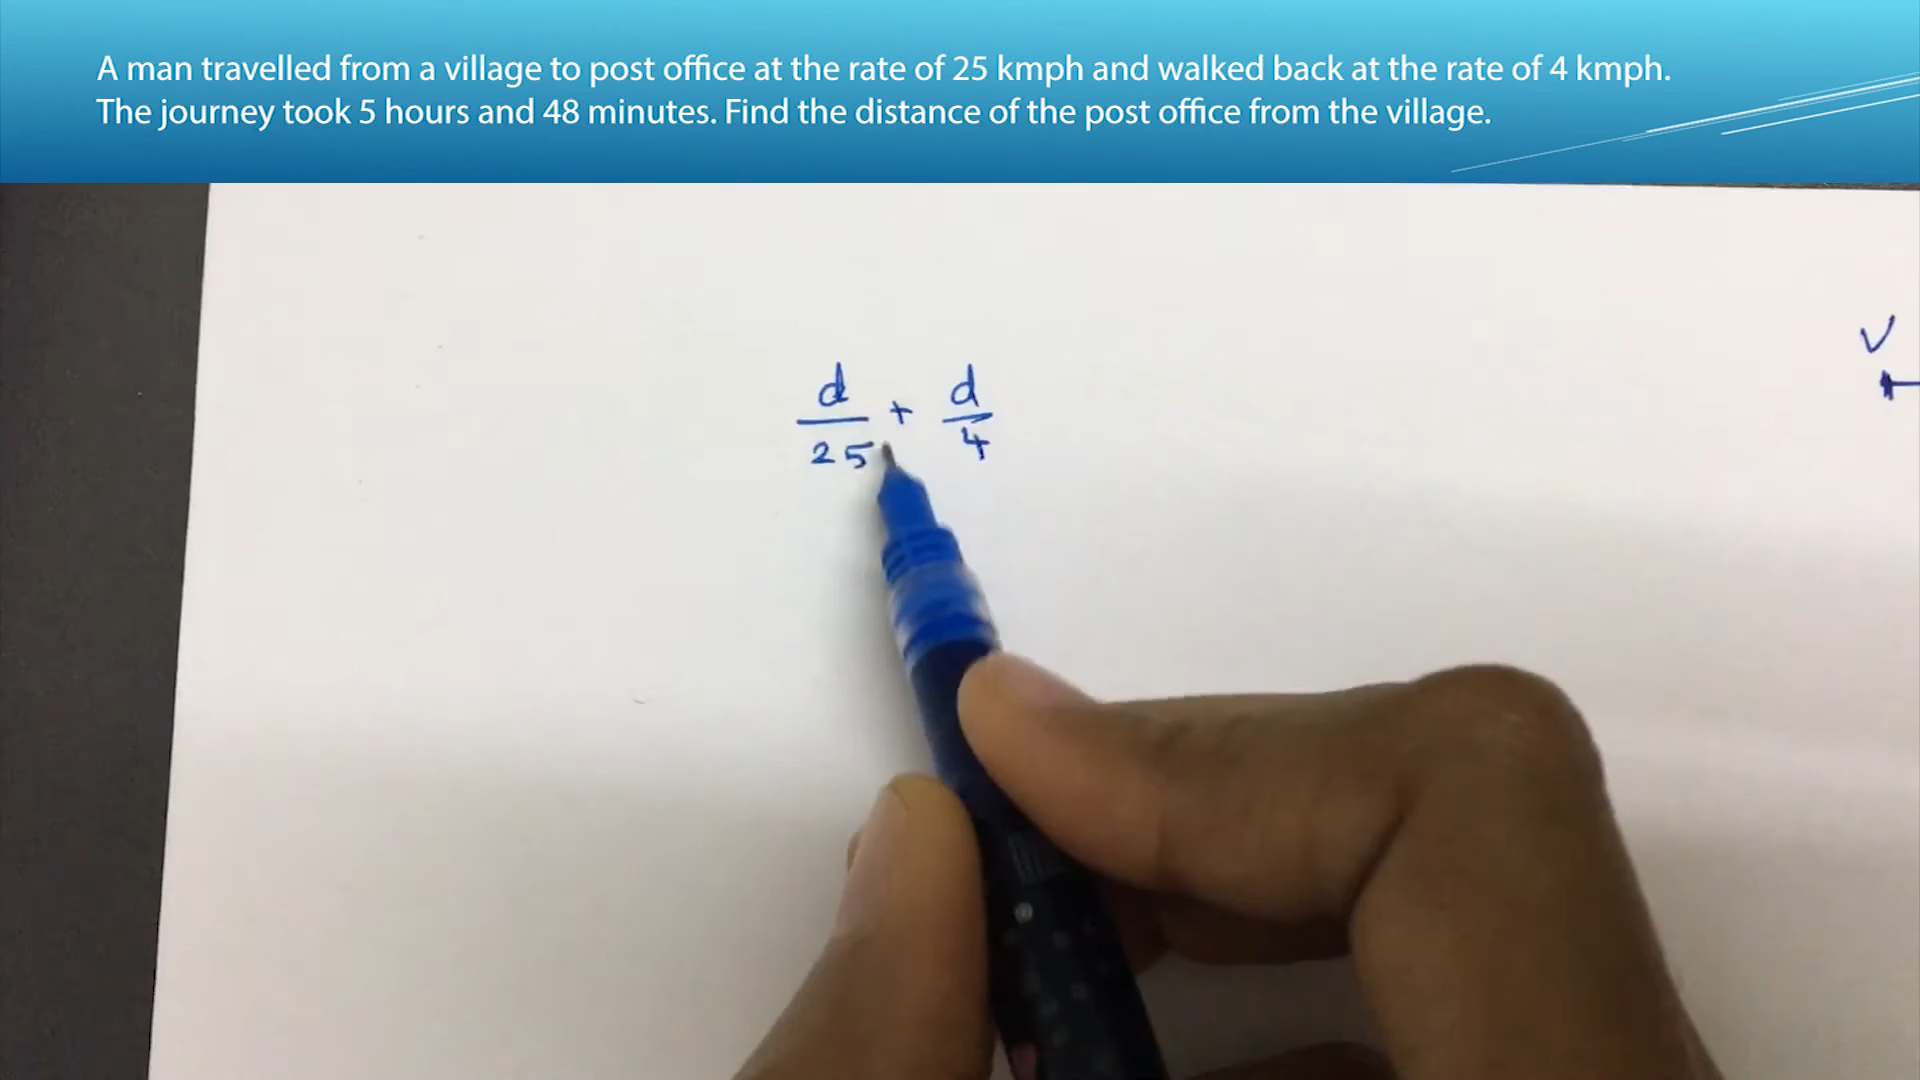 A man travelled from a village to post office at the rate of 25 kmph and walked back at the rate of 4 kmph.
The journey took 5 hours and 48 minutes. Find the distance of the post office from the village.
V
d/25 + d/4